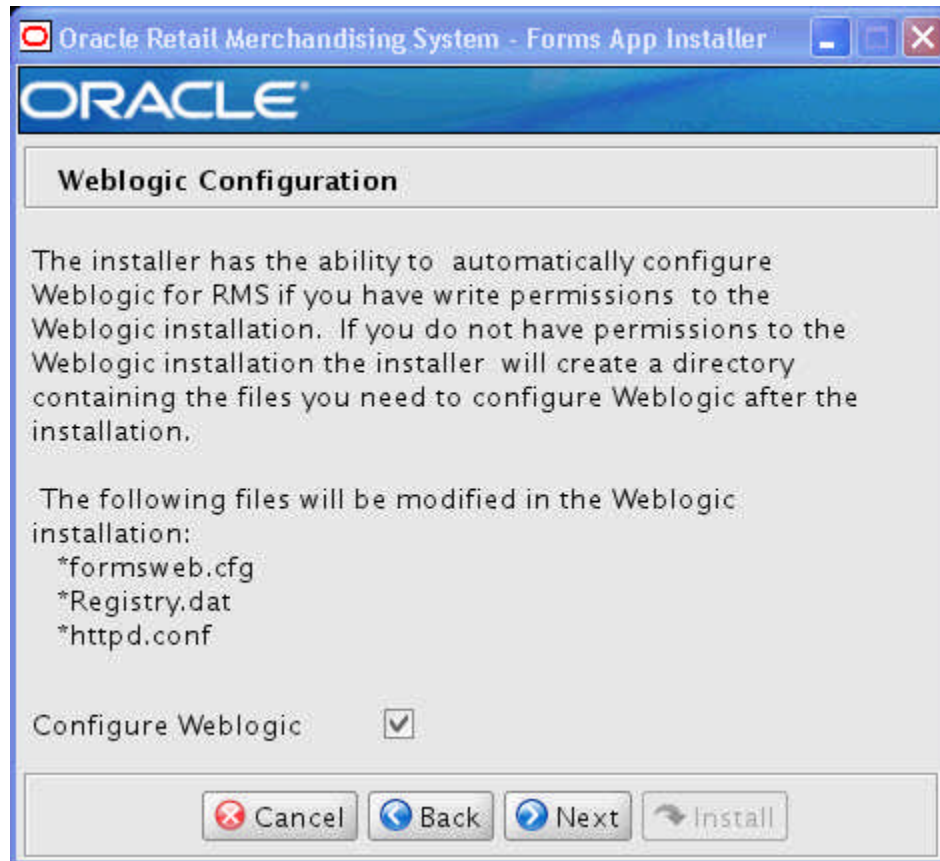 Oracle Retail Merchandising System - Forms App Installer
ORACLE
Weblogic Configuration
The installer has the ability to  automatically configure
Weblogic for RMS if you have write permissions  to the
Weblogic installation.  If you do not have permissions to the
Weblogic installation the installer  will create a directory
containing the files you need to configure Weblogic after the
installation.
The following files will be modified in the Weblogic
installation:
*formsweb.cfg
*Registry.dat
*httpd.conf
Configure Weblogic
Cancel Back Next Install